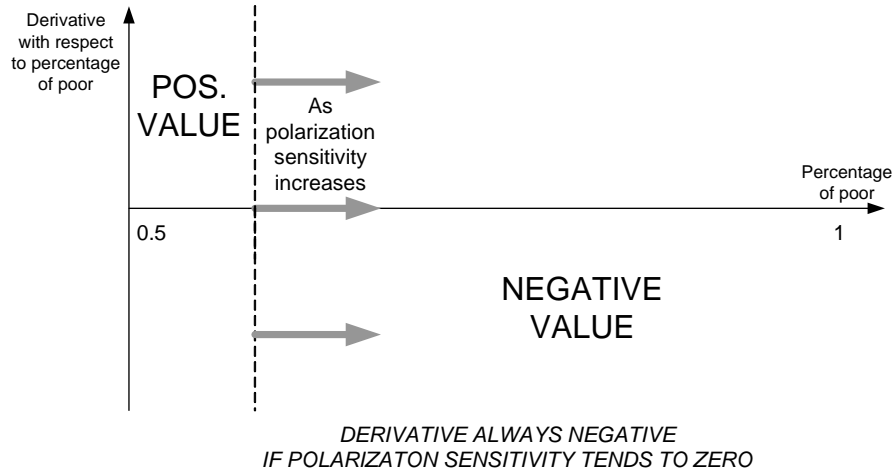 Derivative
with respect
to percentage
of poor
POS.
VALUE
As
polarization
sensitivity
increases
Percentage
of poor
0.5
1
NEGATIVE
VALUE
DERIVATIVE ALWAYS NEGATIVE
IF POLARIZATON SENSITIVITY TENDS TO ZERO